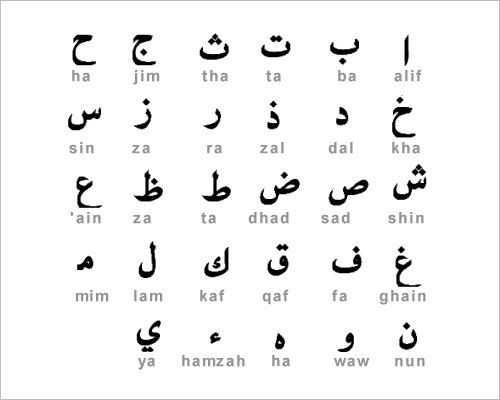 ا ب ت ث ج ح
ha jim tha ta ba alif
خ د ذ ر ز س
sin za ra zal dal kha
ش ص ض ط ظ ع
'ain za ta dhad sad shin
غ ف ق ك ل م
mim lam kaf qaf fa ghain
ن و ه ء ي
ya hamzah ha waw nun